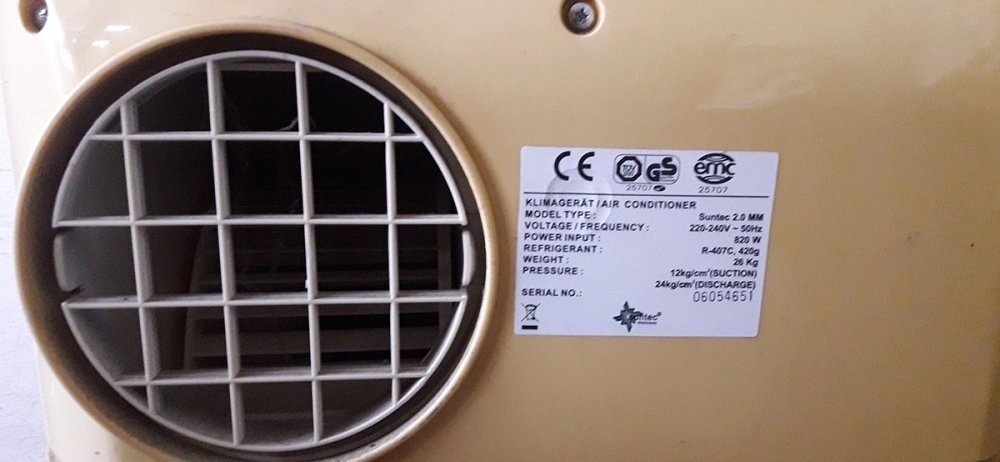 CE TÜV GS emc
25707 25707
KLIMAGERÄT/AIR CONDITIONER
MODEL TYPE : Suntec 2.0 MM
VOLTAGE / FREQUENCY : 220-240V ~ 50Hz
POWER INPUT : 820 W
REFRIGERANT : R-407C, 420g
WEIGHT : 26 Kg
PRESSURE : 12kg/cm²(SUCTION)
24kg/cm²(DISCHARGE)
SERIAL NO.: 06054651